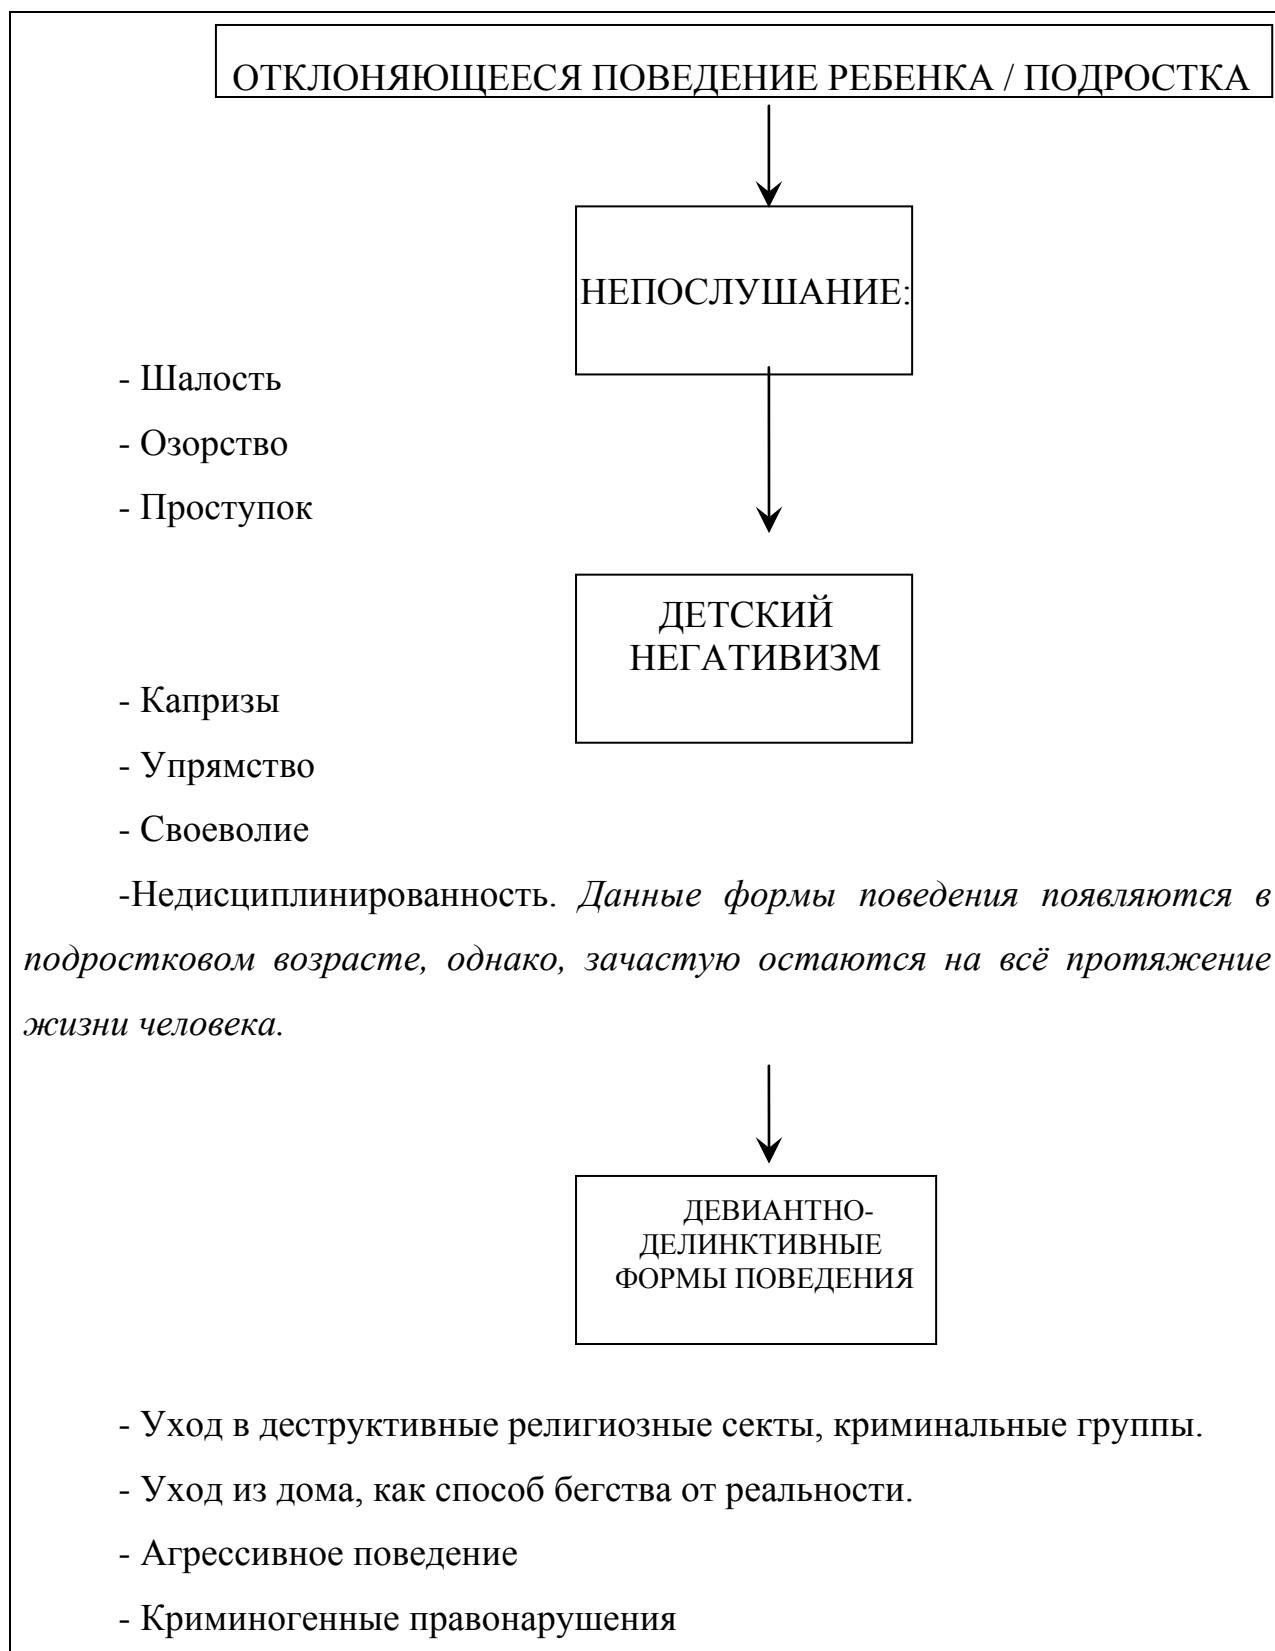 ОТКЛОНЯЮЩЕЕСЯ ПОВЕДЕНИЕ РЕБЕНКА / ПОДРОСТКА
НЕПОСЛУШАНИЕ:
- Шалость
- Озорство
- Проступок
ДЕТСКИЙ
НЕГАТИВИЗМ
- Капризы
- Упрямство
- Своеволие
-Недисциплинированность. Данные формы поведения появляются в
подростковом возрасте, однако, зачастую остаются на всё протяжение
жизни человека.
ДЕВИАНТНО-
ДЕЛИНКТИВНЫЕ
ФОРМЫ ПОВЕДЕНИЯ
- Уход в деструктивные религиозные секты, криминальные группы.
- Уход из дома, как способ бегства от реальности.
- Агрессивное поведение
- Криминогенные правонарушения